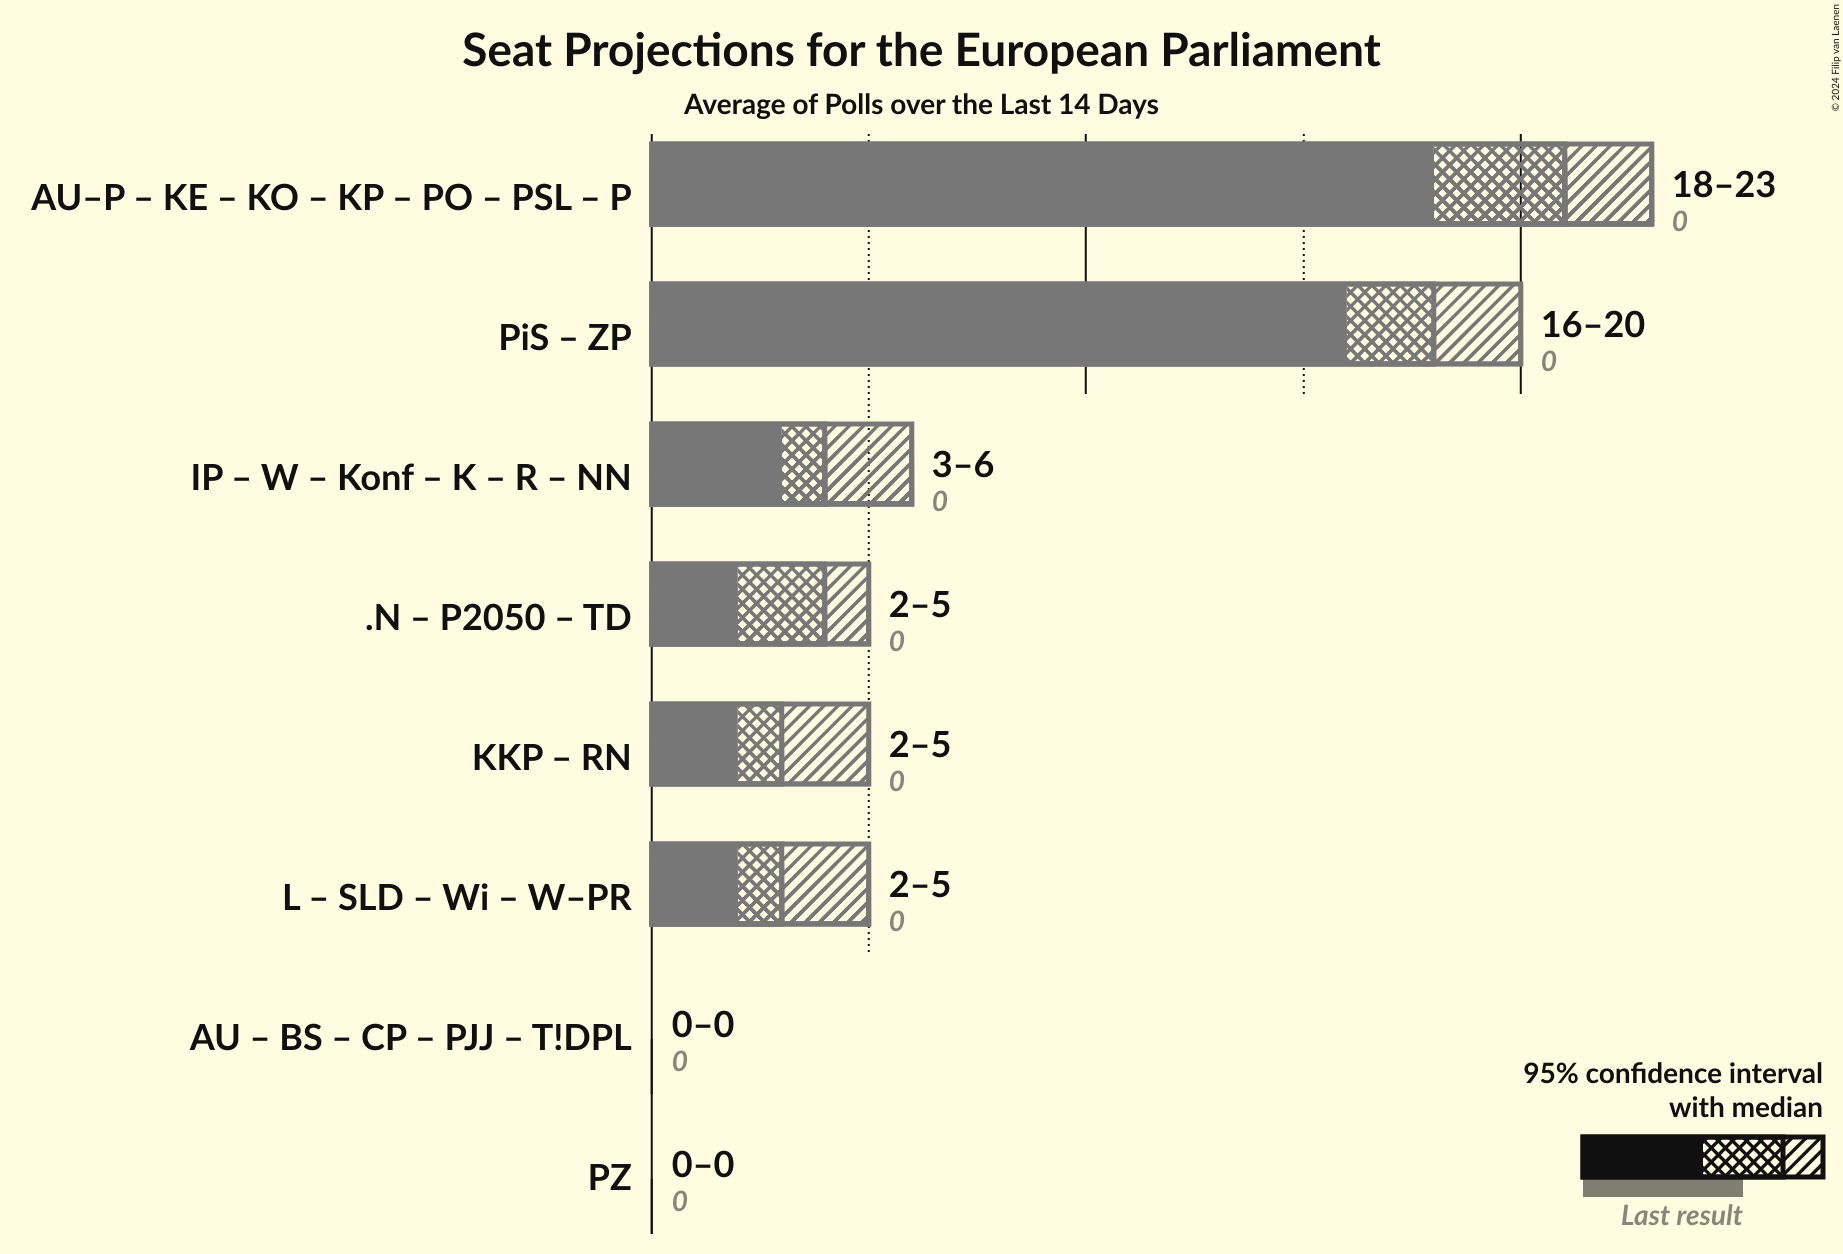 Seat Projections for the European Parliament
Average of Polls over the Last 14 Days
© 2024 Filip van Laenen
AU–P – KE – KO – KP – PO – PSL – P
18–23
0
PiS – ZP
16–20
0
IP – W – Konf – K – R – NN
3–6
0
.N – P2050 – TD
2–5
0
KKP – RN
2–5
0
L – SLD – Wi – W–PR
2–5
0
AU – BS – CP – PJJ – T!DPL
0–0
0
PZ
0–0
0
95% confidence interval
with median
Last result